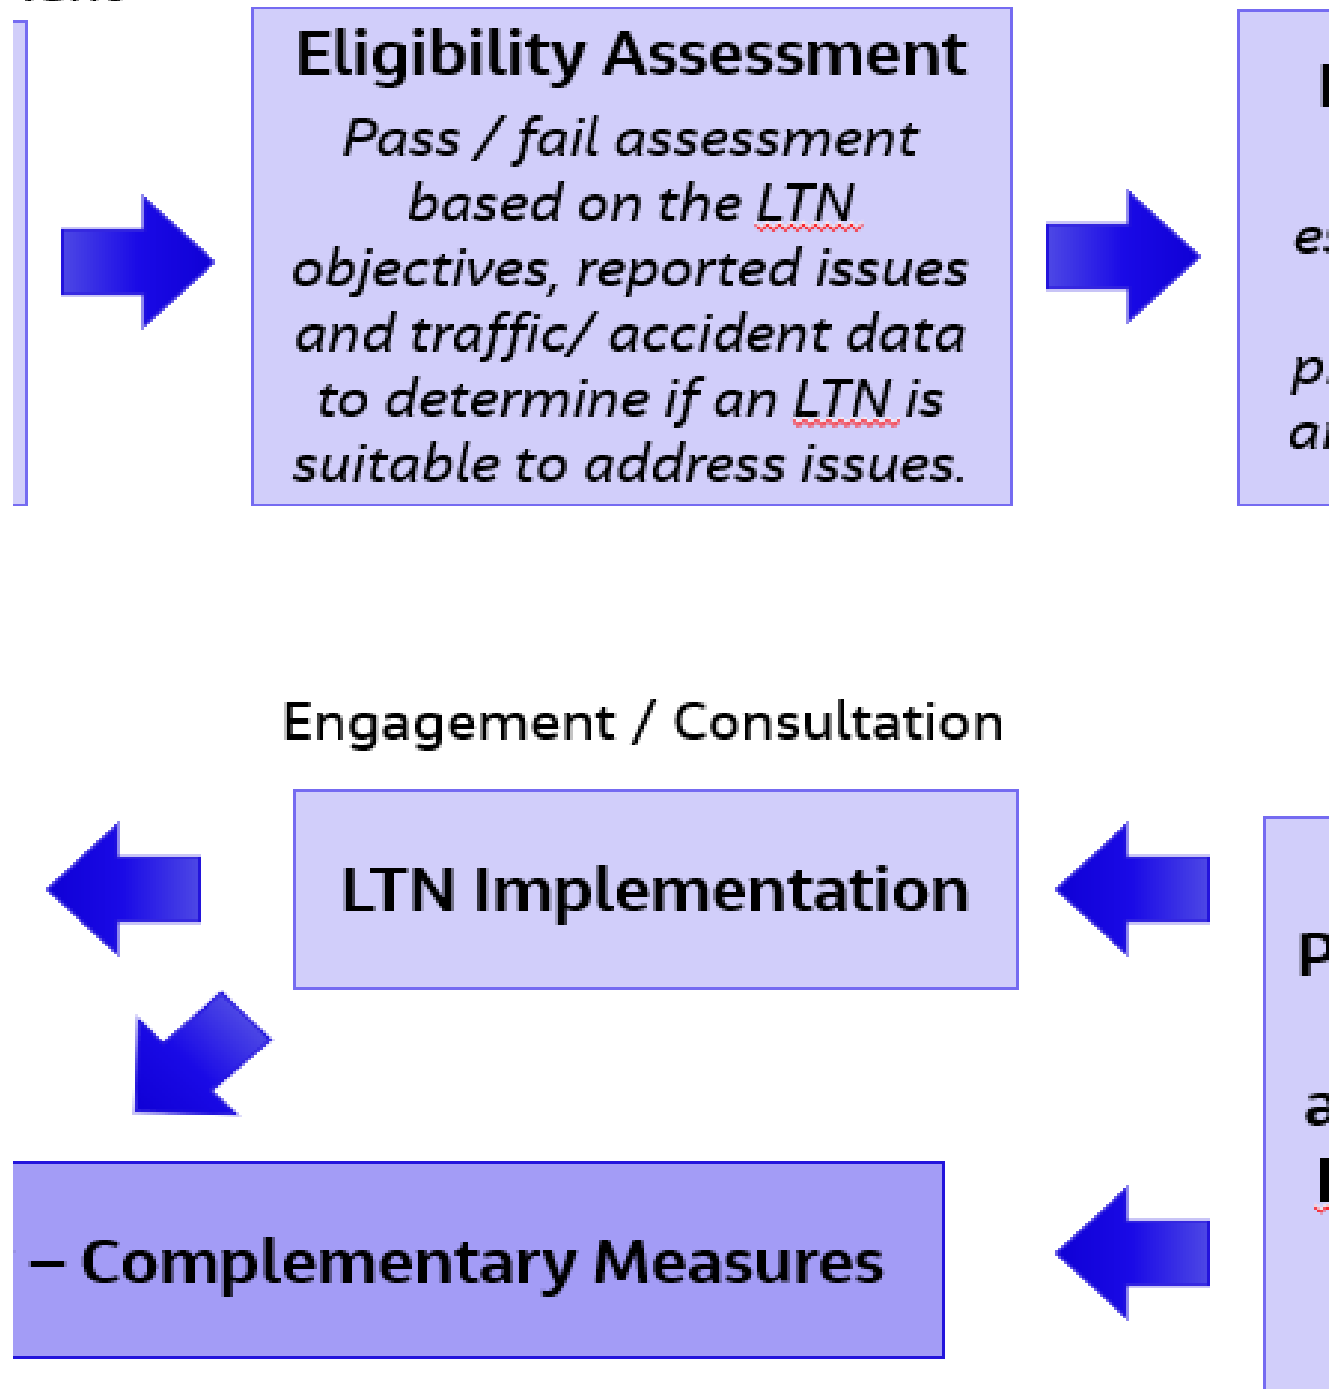 Eligibility Assessment
Pass / fail assessment
based on the LTN
objectives, reported issues
and traffic/ accident data
to determine if an LTN is
suitable to address issues.
Engagement / Consultation
LTN Implementation
– Complementary Measures